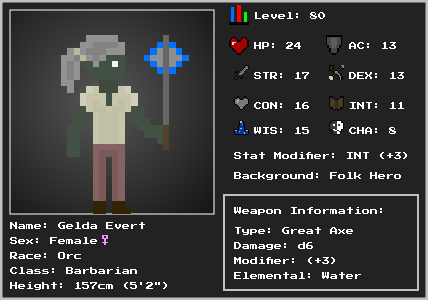 Level: 80
HP: 24 AC: 13
STR: 17 DEX: 13
CON: 16 INT: 11
WIS: 15 CHA: 8
Stat Modifier: INT (+3)
Background: Folk Hero
Name: Gelda Evert
Sex: Female♀
Race: Orc
Class: Barbarian
Height: 157cm (5'2")
Weapon Information:
Type: Great Axe
Damage: d6
Modifier: (+3)
Elemental: Water